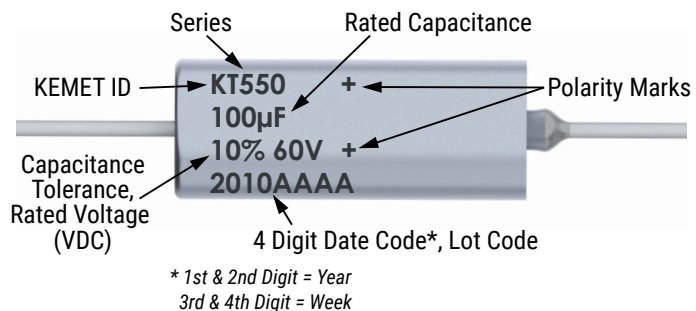 Series
Rated Capacitance
KEMET ID
KT550 +
Polarity Marks
100µF
10% 60V +
Capacitance
Tolerance,
Rated Voltage
(VDC)
2010AAAA
4 Digit Date Code*, Lot Code
* 1st & 2nd Digit = Year
3rd & 4th Digit = Week